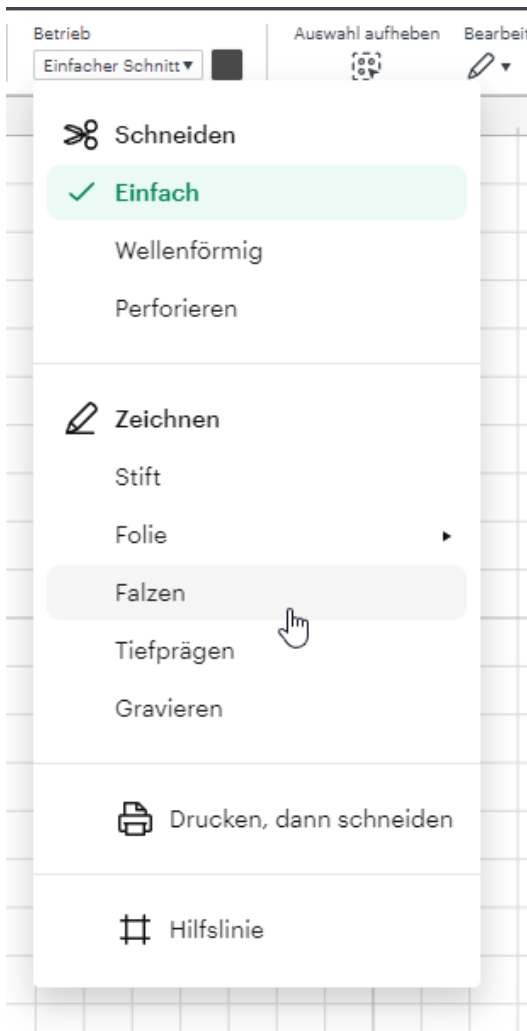 Betrieb
Auswahl aufheben
Bearbeit
Einfacher Schnitt
Schneiden
Einfach
Wellenförmig
Perforieren
Zeichnen
Stift
Folie
Falzen
Tiefprägen
Gravieren
Drucken, dann schneiden
Hilfslinie